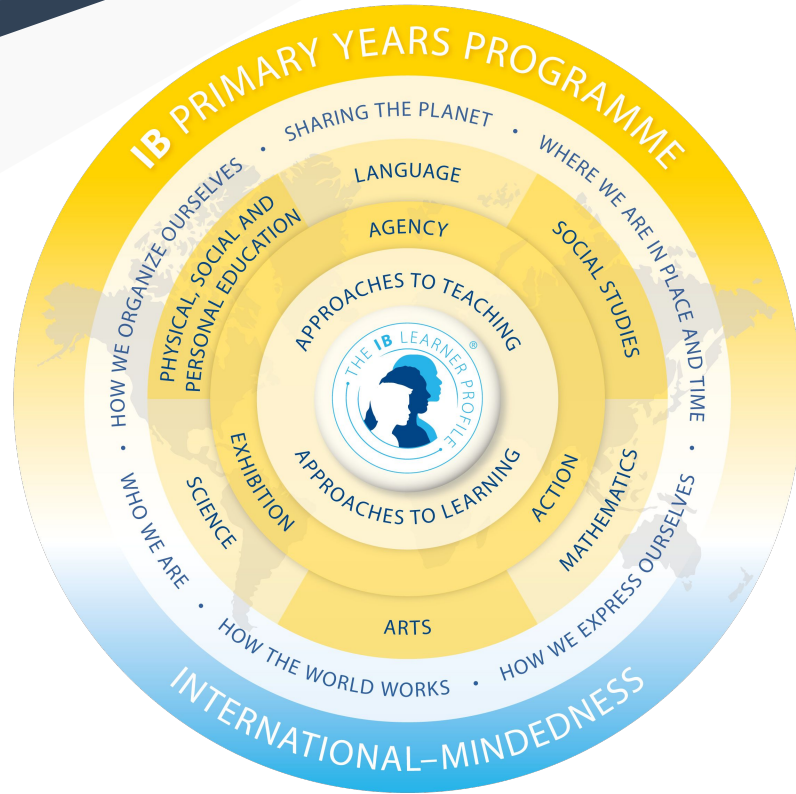 IB PRIMARY YEARS PROGRAMME
SHARING THE PLANET
•
WHERE WE ARE IN PLACE AND TIME
•
HOW WE EXPRESS OURSELVES
•
HOW THE WORLD WORKS
•
WHO WE ARE
•
HOW WE ORGANIZE OURSELVES
•
LANGUAGE
SOCIAL STUDIES
MATHEMATICS
ARTS
SCIENCE
PHYSICAL, SOCIAL AND
PERSONAL EDUCATION
AGENCY
ACTION
EXHIBITION
APPROACHES TO TEACHING
APPROACHES TO LEARNING
THE IB LEARNER PROFILE ®
INTERNATIONAL–MINDEDNESS